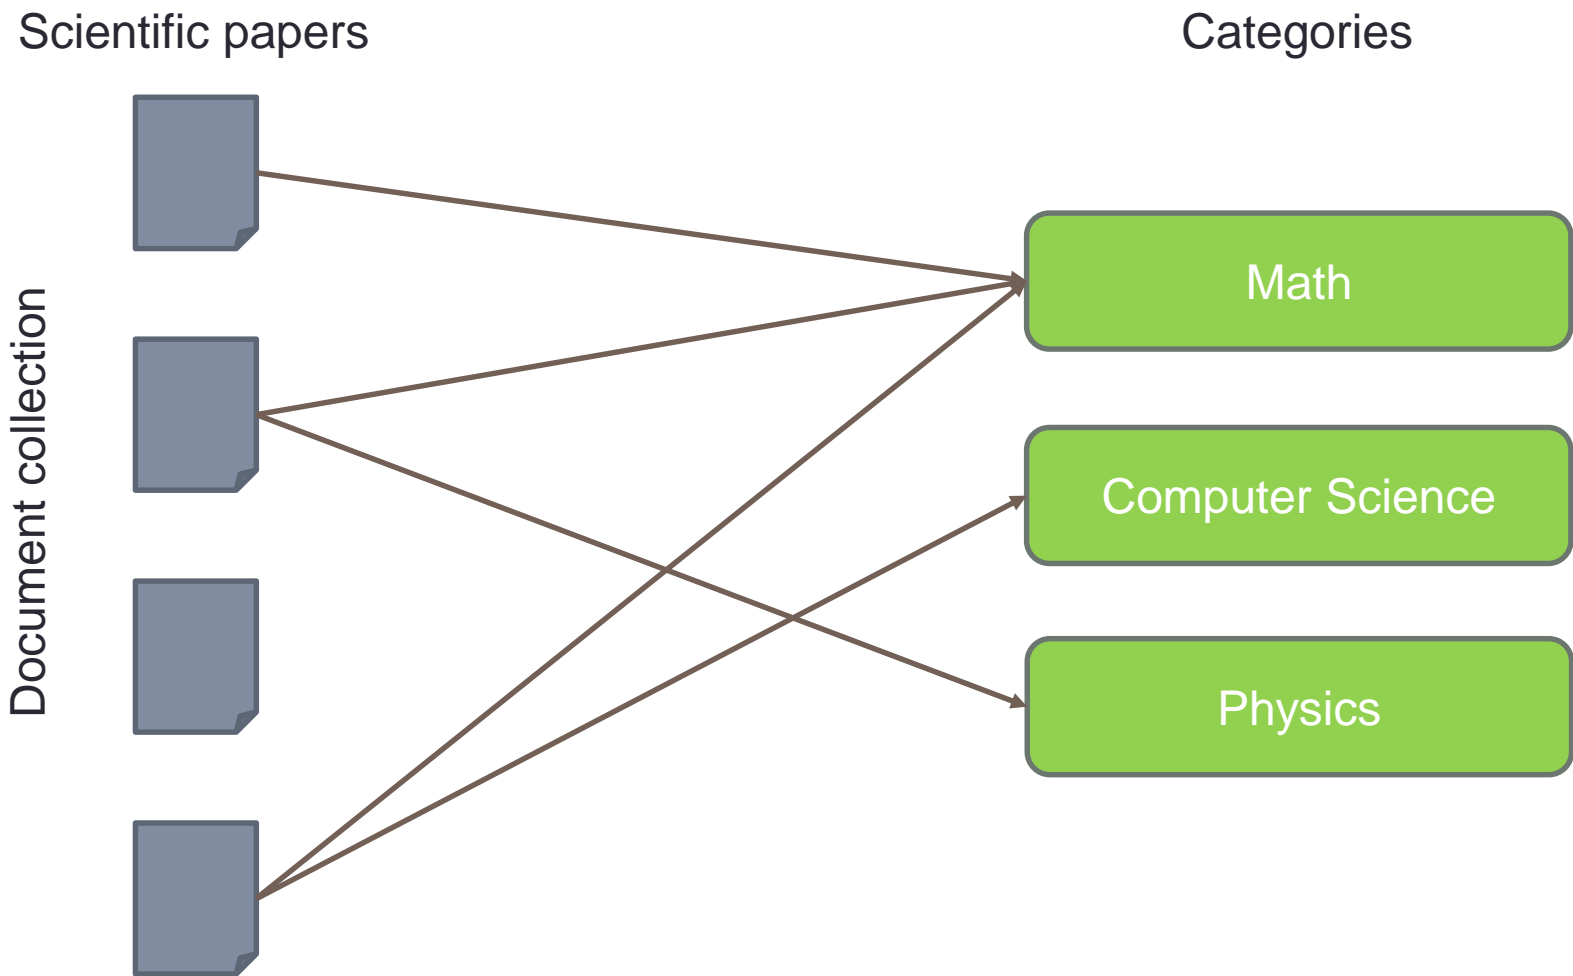 Scientific papers
Categories
Document collection
Math
Computer Science
Physics